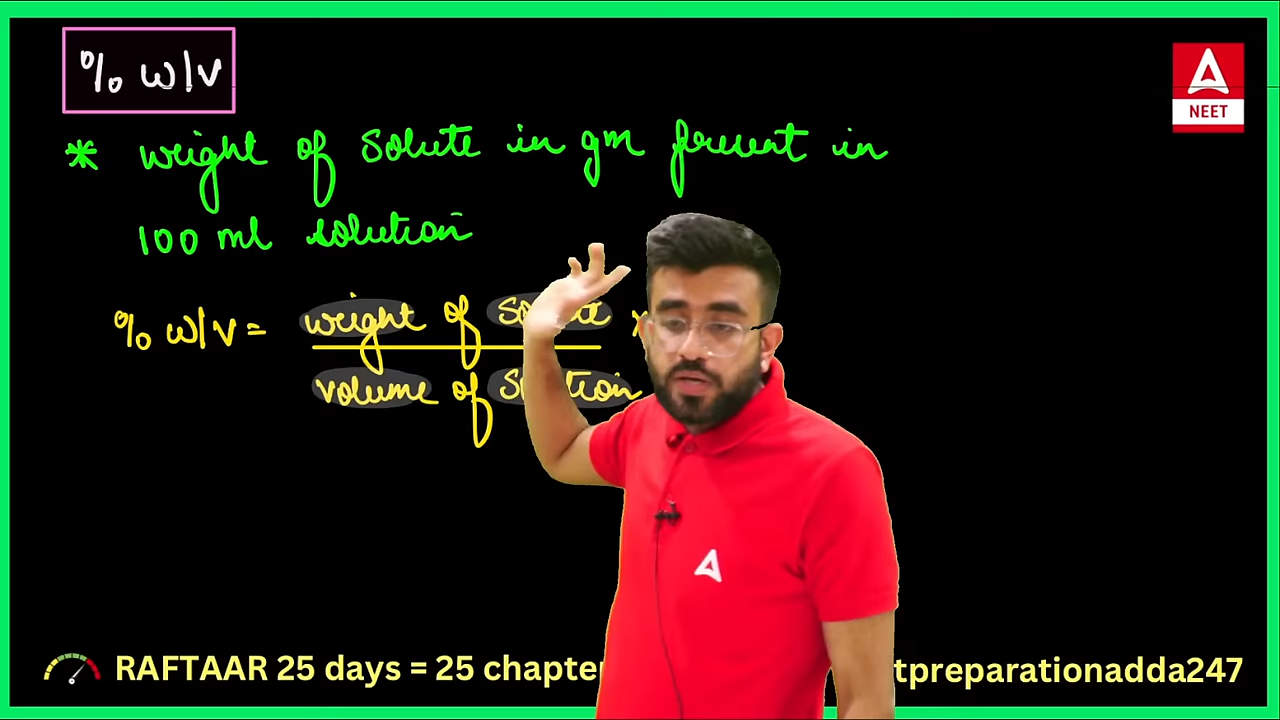 % w/v
NEET
* weight of solute in gm present in
100 ml solution
% w/v = weight of
volume of
RAFTAAR 25 days = 25 chapte
tpreparationadda247